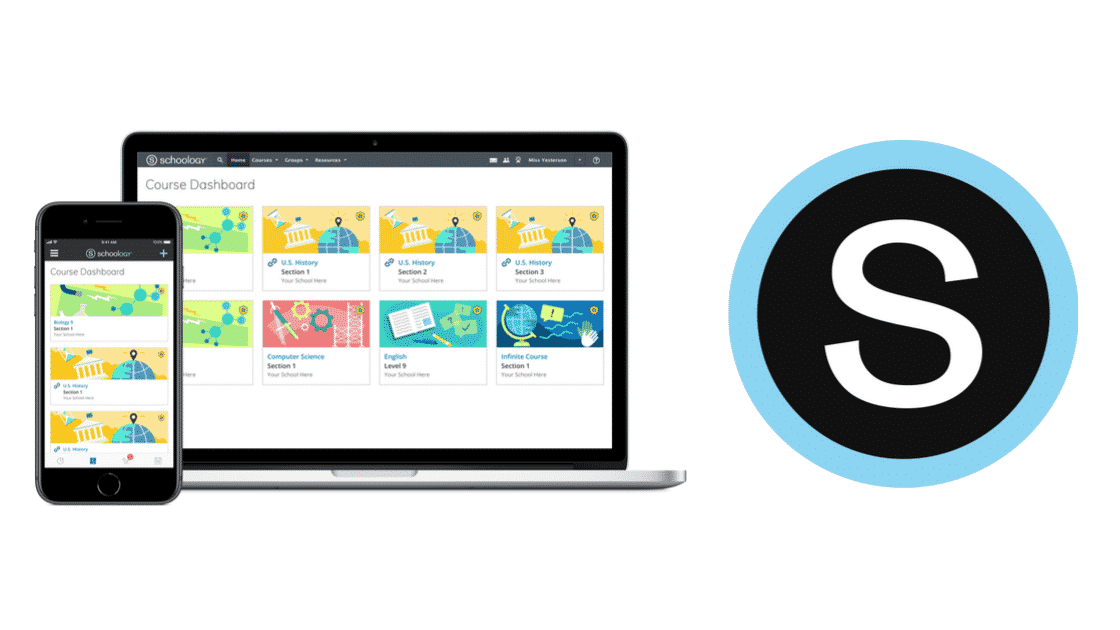 schoology
Home Courses Groups Resources
Miss Yesterson
Course Dashboard
U.S. History
Section 1
Your School Here
U.S. History
Section 2
Your School Here
U.S. History
Section 3
Your School Here
Here
Computer Science
Section 1
Your School Here
English
Level 9
Your School Here
Infinite Course
Section 1
Your School Here
Here
9:41 AM
100%
schoology
Course Dashboard
Biology 9
Section 1
Your School Here
U.S. History
Section 1
Your School Here
U.S. History
S